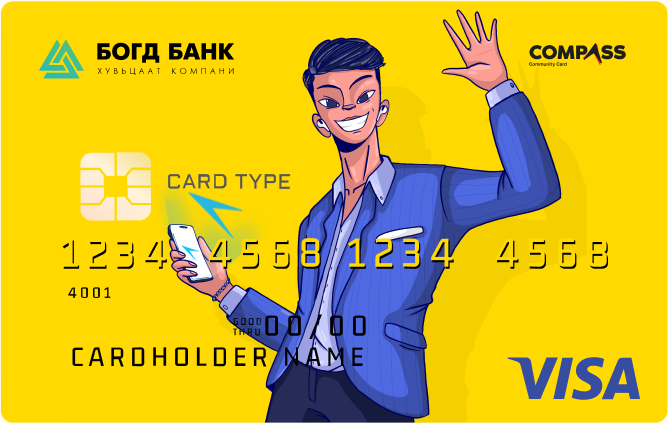 БОГД БАНК
ХУВЬЦААТ КОМПАНИ
COMPASS
Community Card
CARD TYPE
1234 4568 1234 4568
4001
GOOD THRU 00/00
CARDHOLDER NAME
VISA